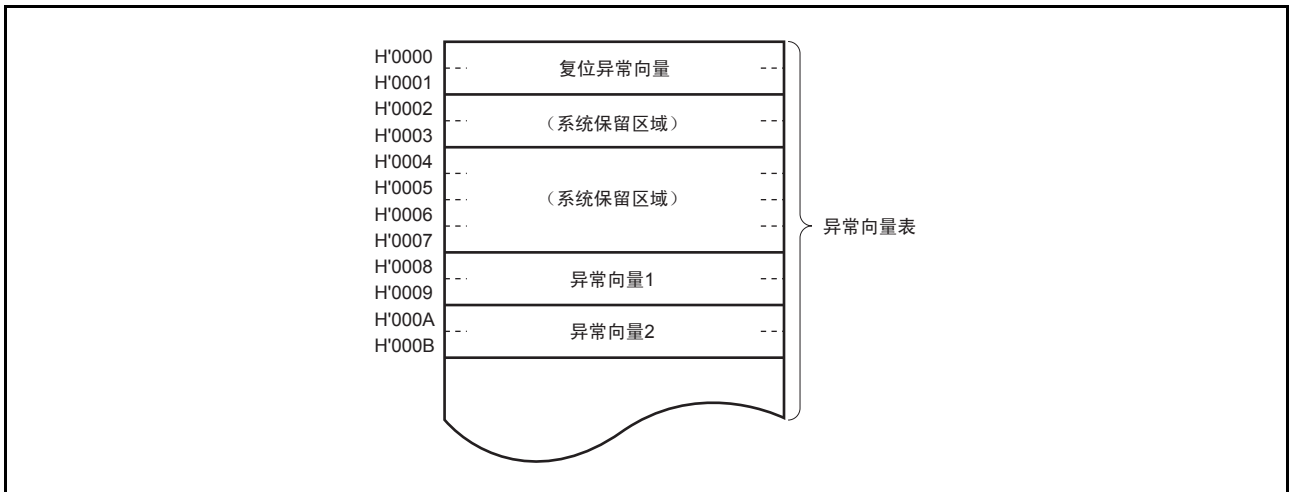 H'0000
复位异常向量
H'0001
H'0002
（系统保留区域）
H'0003
H'0004
H'0005
（系统保留区域）
H'0006
异常向量表
H'0007
H'0008
异常向量1
H'0009
H'000A
异常向量2
H'000B